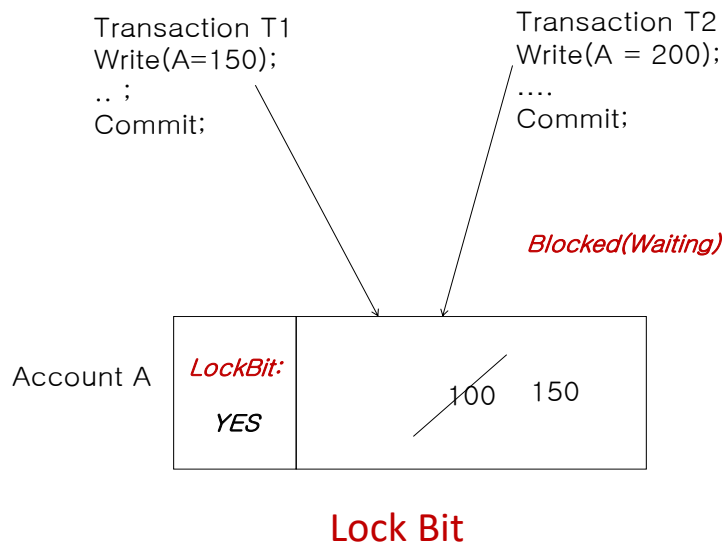 Transaction T1
Write(A=150);
.. ;
Commit;
Transaction T2
Write(A = 200);
....
Commit;
Blocked(Waiting)
Account A
LockBit:
YES
100 150
Lock Bit